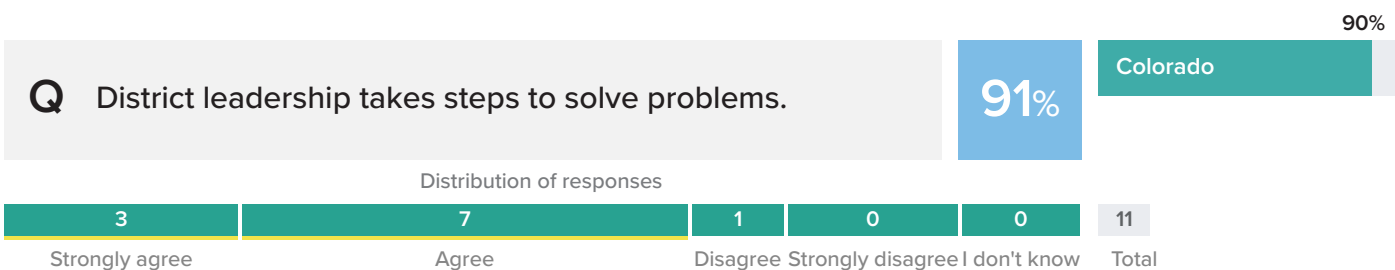 90%
Q District leadership takes steps to solve problems.
91%
Colorado
Distribution of responses
3 7 1 0 0 11
Strongly agree Agree Disagree Strongly disagree I don't know Total